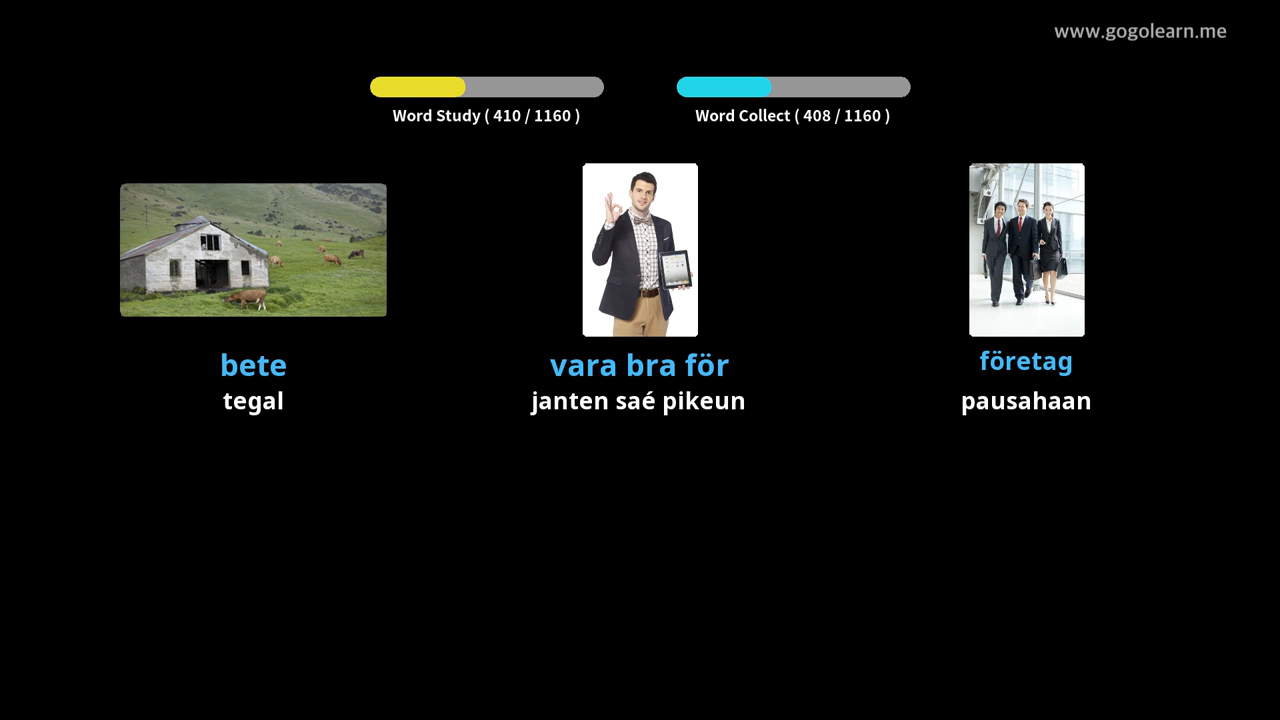 www.gogolearn.me
Word Study ( 410 / 1160 )
Word Collect ( 408 / 1160 )
bete
tegal
vara bra för
janten saé pikeun
företag
pausahaan